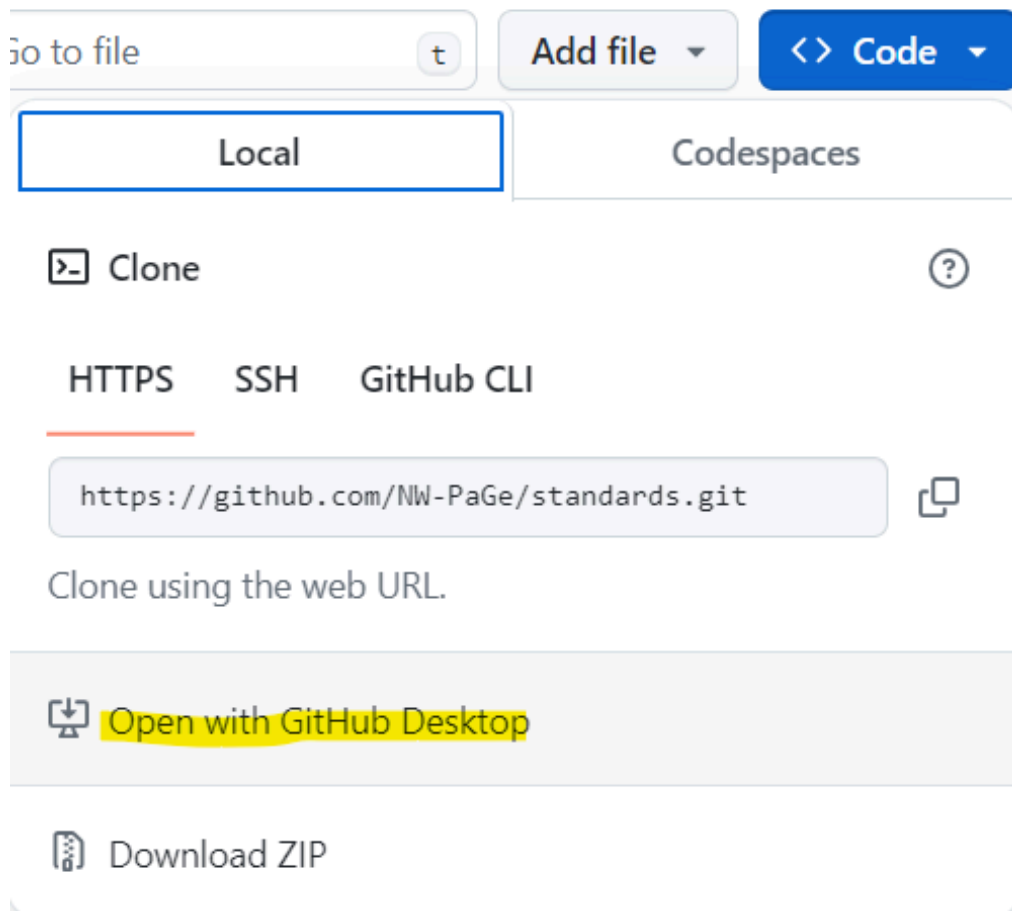 Go to file t Add file <> Code
Local Codespaces
Clone
HTTPS SSH GitHub CLI
https://github.com/NW-PaGe/standards.git
Clone using the web URL.
Open with GitHub Desktop
Download ZIP